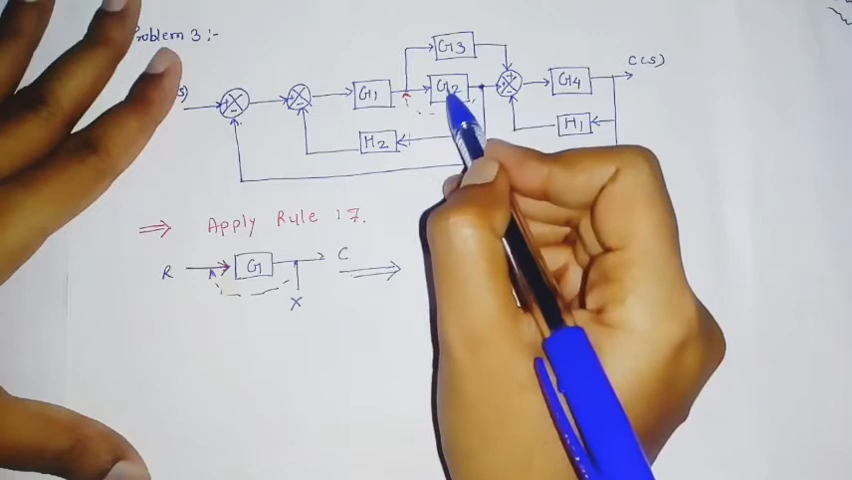 Problem 3 :-
G3
C(S)
G1
G2
G4
H2
H1
⇒ Apply Rule 17.
R
G
C
X